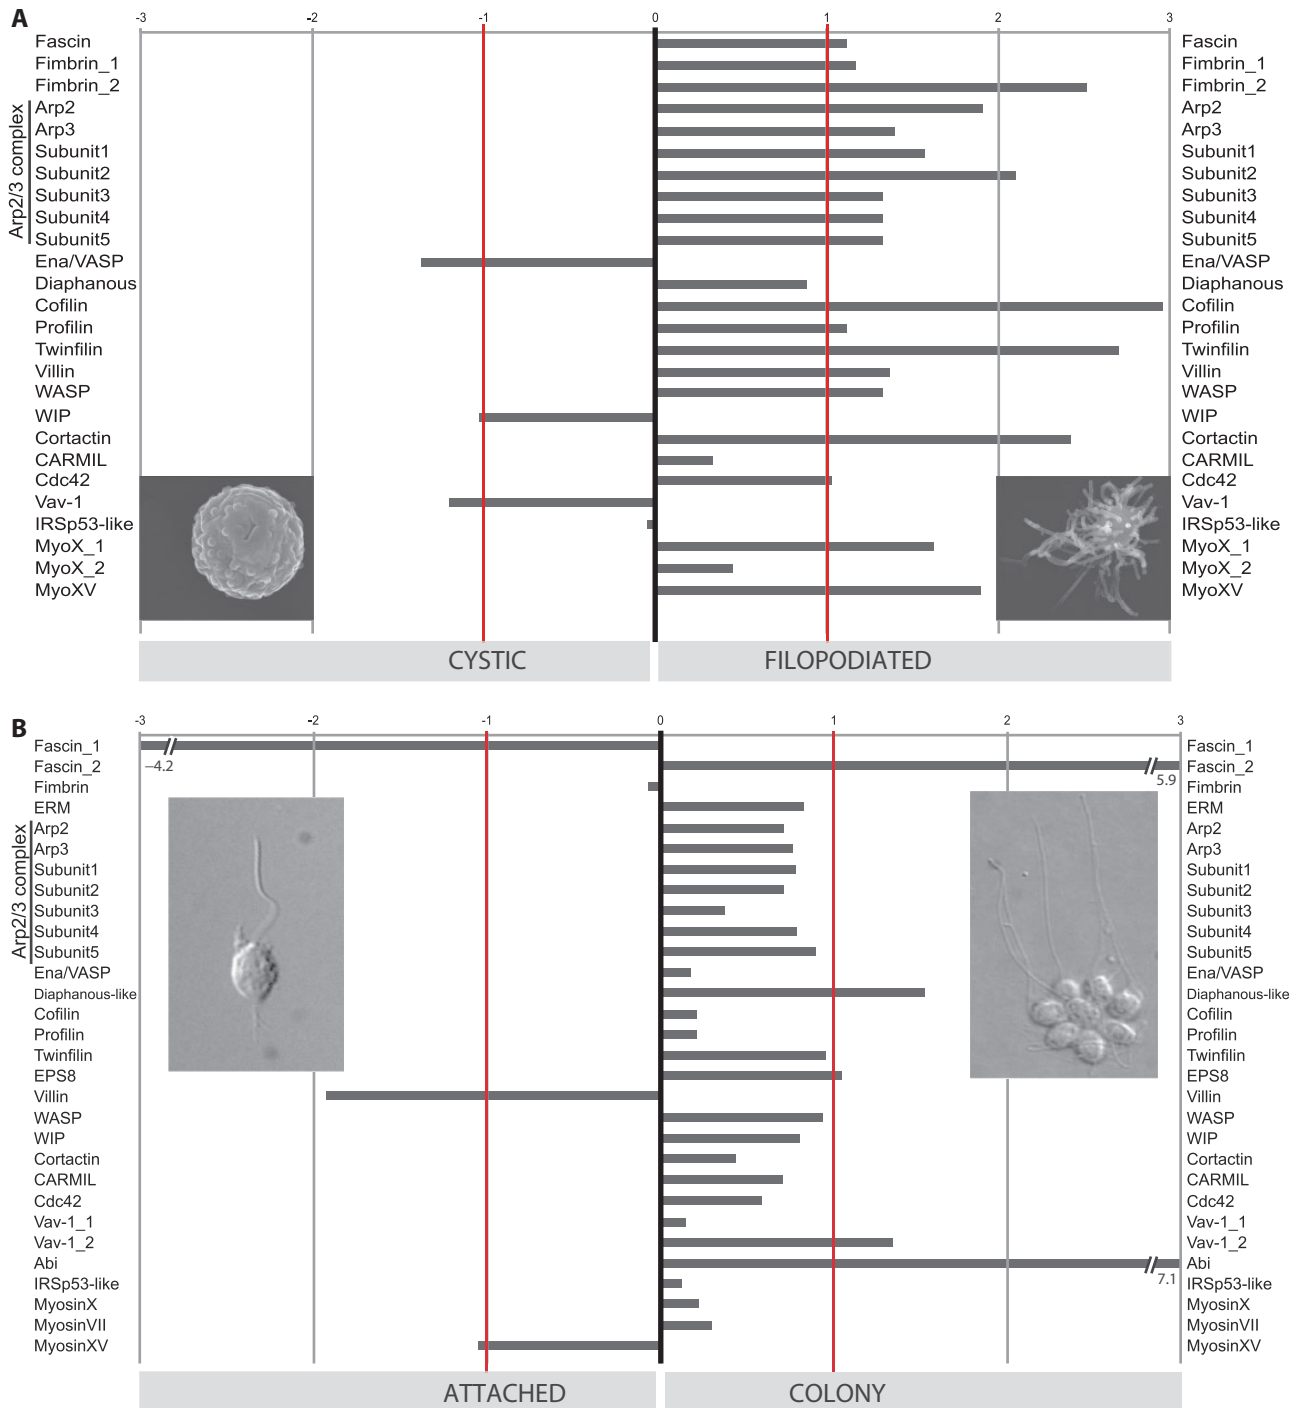 A
-3 -2 -1 0 1 2 3
Fascin Fascin
Fimbrin_1 Fimbrin_1
Fimbrin_2 Fimbrin_2
Arp2/3 complex
Arp2 Arp2
Arp3 Arp3
Subunit1 Subunit1
Subunit2 Subunit2
Subunit3 Subunit3
Subunit4 Subunit4
Subunit5 Subunit5
Ena/VASP Ena/VASP
Diaphanous Diaphanous
Cofilin Cofilin
Profilin Profilin
Twinfilin Twinfilin
Villin Villin
WASP WASP
WIP WIP
Cortactin Cortactin
CARMIL CARMIL
Cdc42 Cdc42
Vav-1 Vav-1
IRSp53-like IRSp53-like
MyoX_1 MyoX_1
MyoX_2 MyoX_2
MyoXV MyoXV
CYSTIC FILOPODIATED
B
-3 -2 -1 0 1 2 3
Fascin_1 Fascin_1
Fascin_2 –4.2 5.9 Fascin_2
Fimbrin Fimbrin
ERM ERM
Arp2/3 complex
Arp2 Arp2
Arp3 Arp3
Subunit1 Subunit1
Subunit2 Subunit2
Subunit3 Subunit3
Subunit4 Subunit4
Subunit5 Subunit5
Ena/VASP Ena/VASP
Diaphanous-like Diaphanous-like
Cofilin Cofilin
Profilin Profilin
Twinfilin Twinfilin
EPS8 EPS8
Villin Villin
WASP WASP
WIP WIP
Cortactin Cortactin
CARMIL CARMIL
Cdc42 Cdc42
Vav-1_1 Vav-1_1
Vav-1_2 Vav-1_2
Abi Abi
IRSp53-like 7.1 IRSp53-like
MyosinX MyosinX
MyosinVII MyosinVII
MyosinXV MyosinXV
ATTACHED COLONY